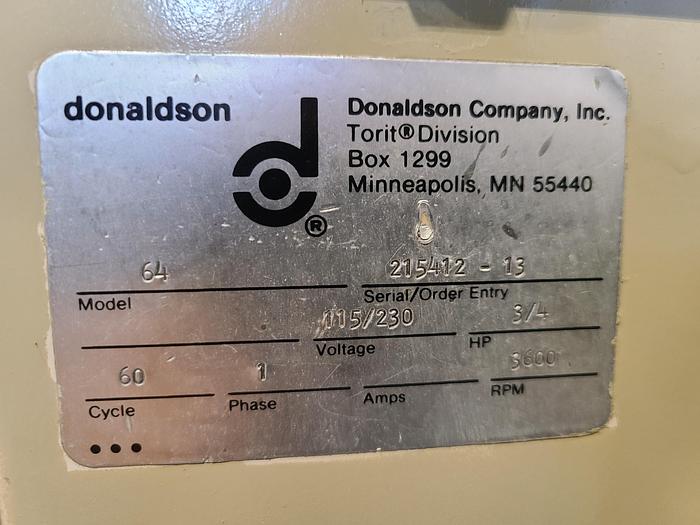 donaldson
d
®
Donaldson Company, Inc.
Torit® Division
Box 1299
Minneapolis, MN 55440
64 215412 - 13
Model Serial/Order Entry
115/230 3/4
Voltage HP
60 1 3600
Cycle Phase Amps RPM